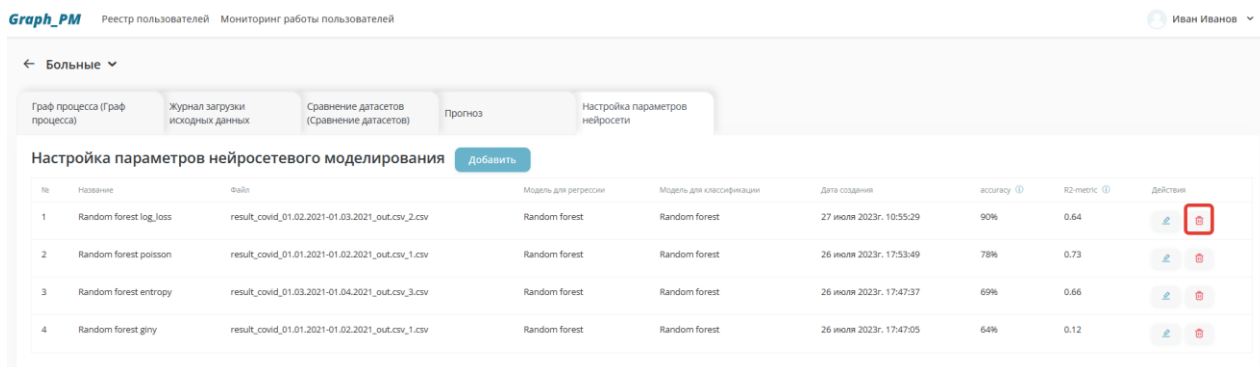 Graph_PM Реестр пользователей Мониторинг работы пользователей Иван Иванов
← Больные
Граф процесса (Граф процесса)
Журнал загрузки исходных данных
Сравнение датасетов (Сравнение датасетов)
Прогноз
Настройка параметров нейросети
Настройка параметров нейросетевого моделирования Добавить
№ Название Файл Модель для регрессии Модель для классификации Дата создания accuracy R2-metric Действия
1 Random forest log_loss result_covid_01.02.2021-01.03.2021_out.csv_2.csv Random forest Random forest 27 июля 2023г. 10:55:29 90% 0.64
2 Random forest poisson result_covid_01.01.2021-01.02.2021_out.csv_1.csv Random forest Random forest 26 июля 2023г. 17:53:49 78% 0.73
3 Random forest entropy result_covid_01.03.2021-01.04.2021_out.csv_3.csv Random forest Random forest 26 июля 2023г. 17:47:37 69% 0.66
4 Random forest giny result_covid_01.01.2021-01.02.2021_out.csv_1.csv Random forest Random forest 26 июля 2023г. 17:47:05 64% 0.12